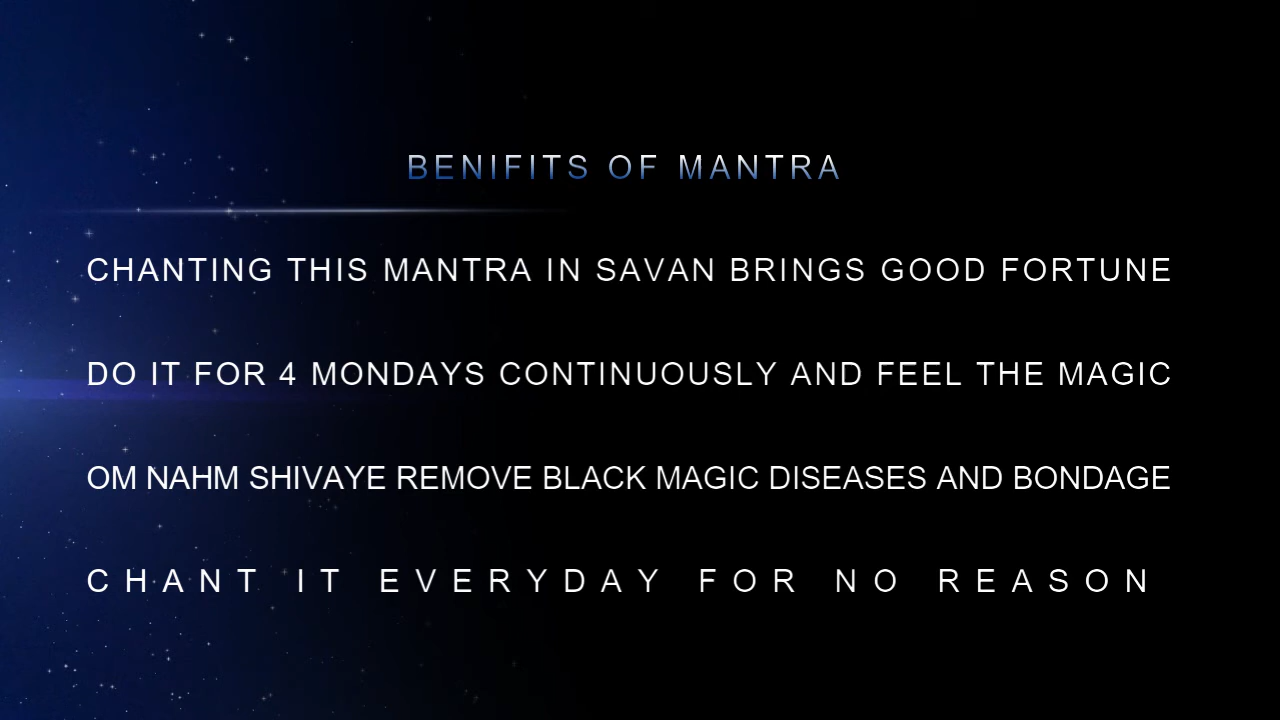 BENIFITS OF MANTRA
CHANTING THIS MANTRA IN SAVAN BRINGS GOOD FORTUNE
DO IT FOR 4 MONDAYS CONTINUOUSLY AND FEEL THE MAGIC
OM NAHM SHIVAYE REMOVE BLACK MAGIC DISEASES AND BONDAGE
CHANT IT EVERYDAY FOR NO REASON